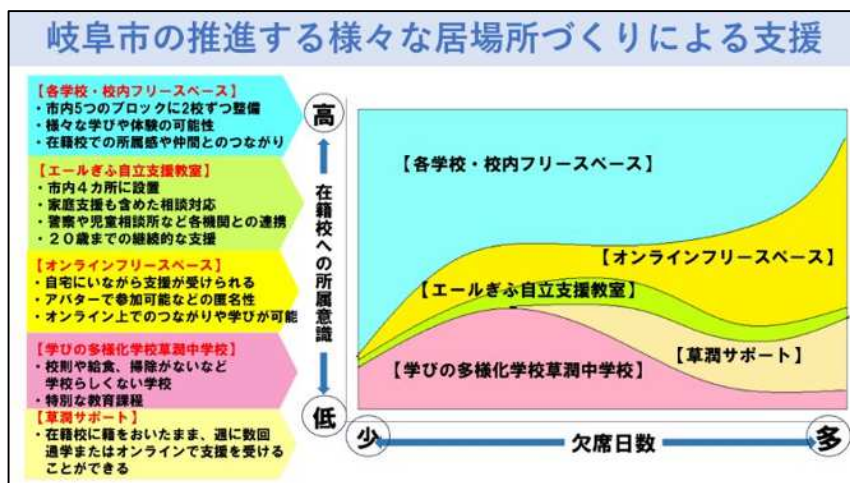 岐阜市の推進する様々な居場所づくりによる支援
【各学校・校内フリースペース】
・市内5つのブロックに2校ずつ整備
・様々な学びや体験の可能性
・在籍校での所属感や仲間とのつながり
【エールぎふ自立支援教室】
・市内４カ所に設置
・家庭支援も含めた相談対応
・警察や児童相談所など各機関との連携
・２０歳までの継続的な支援
【オンラインフリースペース】
・自宅にいながら支援が受けられる
・アバターで参加可能などの匿名性
・オンライン上でのつながりや学びが可能
【学びの多様化学校草潤中学校】
・校則や給食、掃除がないなど
学校らしくない学校
・特別な教育課程
【草潤サポート】
・在籍校に籍をおいたまま、週に数回
通学またはオンラインで支援を受ける
ことができる
高
在籍校への所属意識
低
【各学校・校内フリースペース】
【オンラインフリースペース】
【エールぎふ自立支援教室】
【草潤サポート】
【学びの多様化学校草潤中学校】
少
欠席日数
多